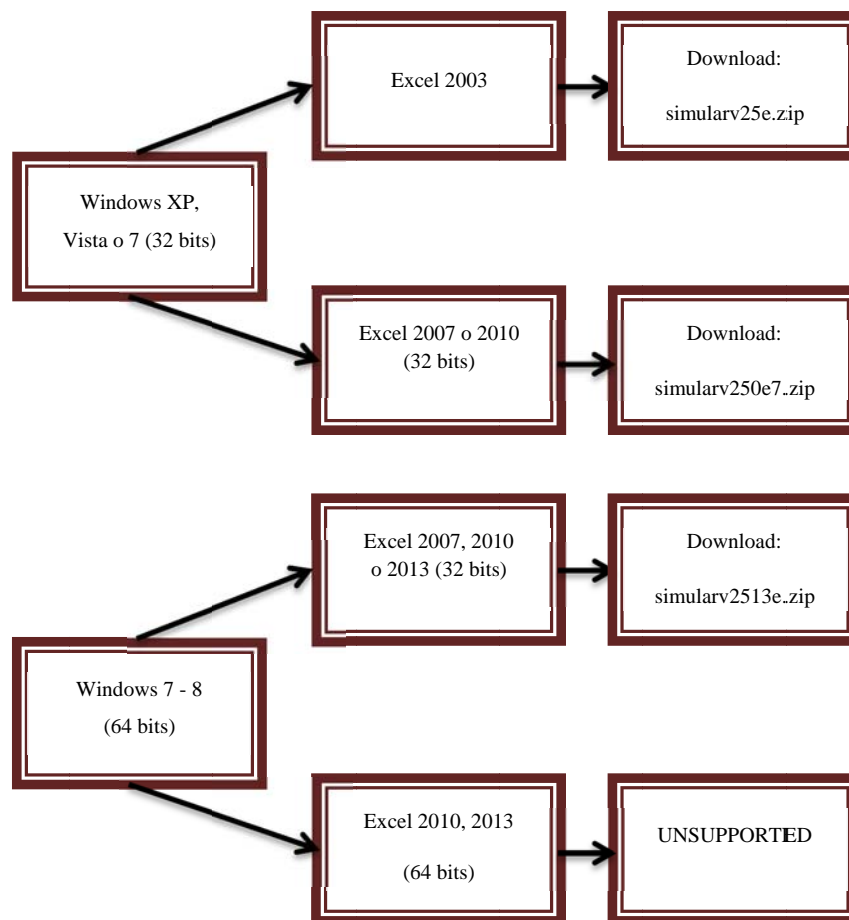 Excel 2003
Download:
simularv25e.zip
Windows XP,
Vista o 7 (32 bits)
Excel 2007 o 2010
(32 bits)
Download:
simularv250e7.zip
Excel 2007, 2010
o 2013 (32 bits)
Download:
simularv2513e.zip
Windows 7 - 8
(64 bits)
Excel 2010, 2013
(64 bits)
UNSUPPORTED